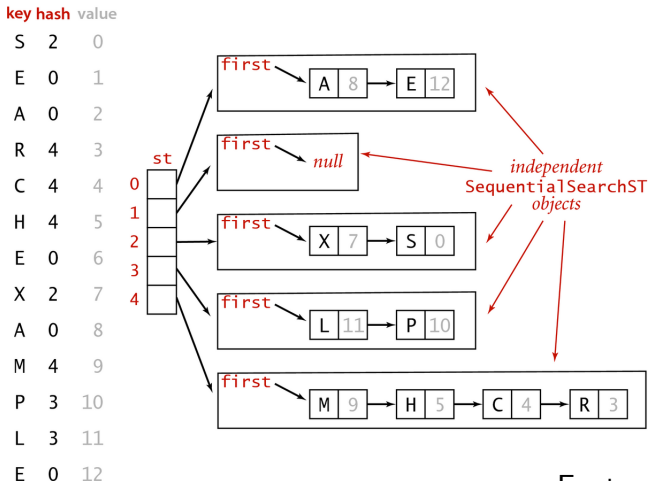 key hash value
S 2 0
E 0 1
A 0 2
R 4 3
C 4 4
H 4 5
E 0 6
X 2 7
A 0 8
M 4 9
P 3 10
L 3 11
E 0 12
st
0
1
2
3
4
first
A 8 E 12
first
null
first
X 7 S 0
first
L 11 P 10
first
M 9 H 5 C 4 R 3
independent
SequentialSearchST
objects